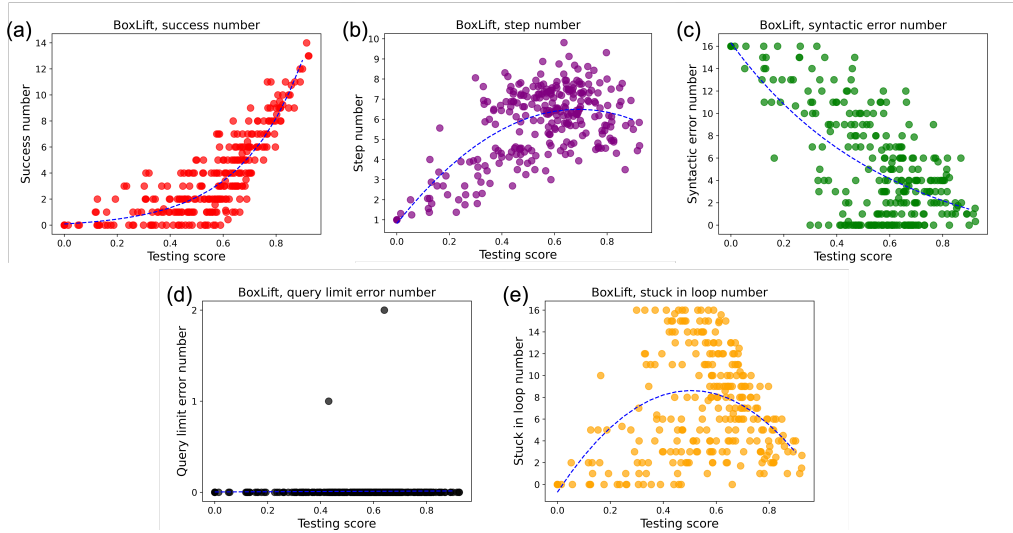 (a)
BoxLift, success number
Success number
14
12
10
8
6
4
2
0
0.0 0.2 0.4 0.6 0.8
Testing score
(b)
BoxLift, step number
Step number
10
9
8
7
6
5
4
3
2
1
0.0 0.2 0.4 0.6 0.8
Testing score
(c)
BoxLift, syntactic error number
Syntactic error number
16
14
12
10
8
6
4
2
0
0.0 0.2 0.4 0.6 0.8
Testing score
(d)
BoxLift, query limit error number
Query limit error number
2
1
0
0.0 0.2 0.4 0.6 0.8
Testing score
(e)
BoxLift, stuck in loop number
Stuck in loop number
16
14
12
10
8
6
4
2
0
0.0 0.2 0.4 0.6 0.8
Testing score